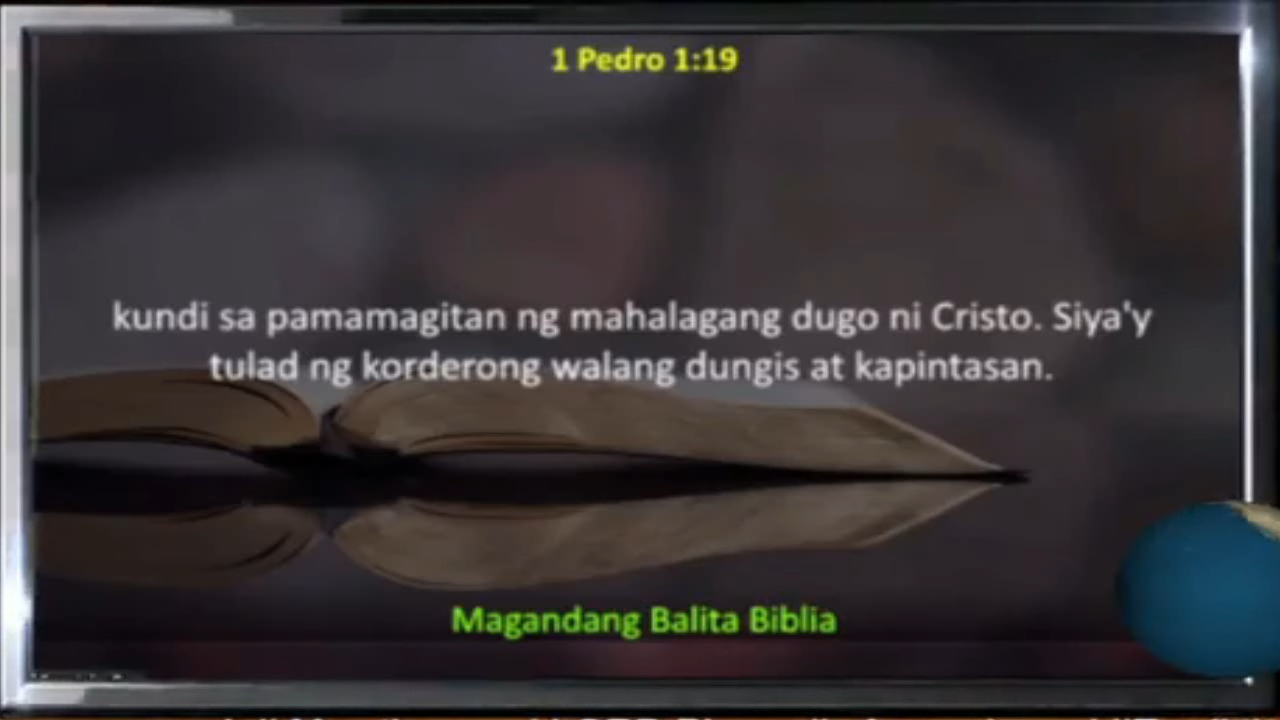 1 Pedro 1:19
kundi sa pamamagitan ng mahalagang dugo ni Cristo. Siya'y
tulad ng korderong walang dungis at kapintasan.
Magandang Balita Biblia